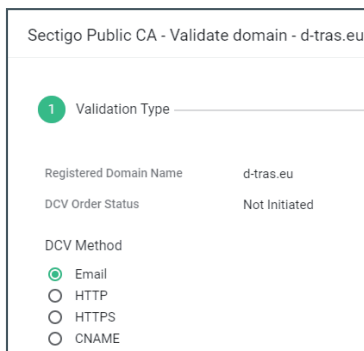 Sectigo Public CA - Validate domain - d-tras.eu
1 Validation Type
Registered Domain Name d-tras.eu
DCV Order Status Not Initiated
DCV Method
Email
HTTP
HTTPS
CNAME